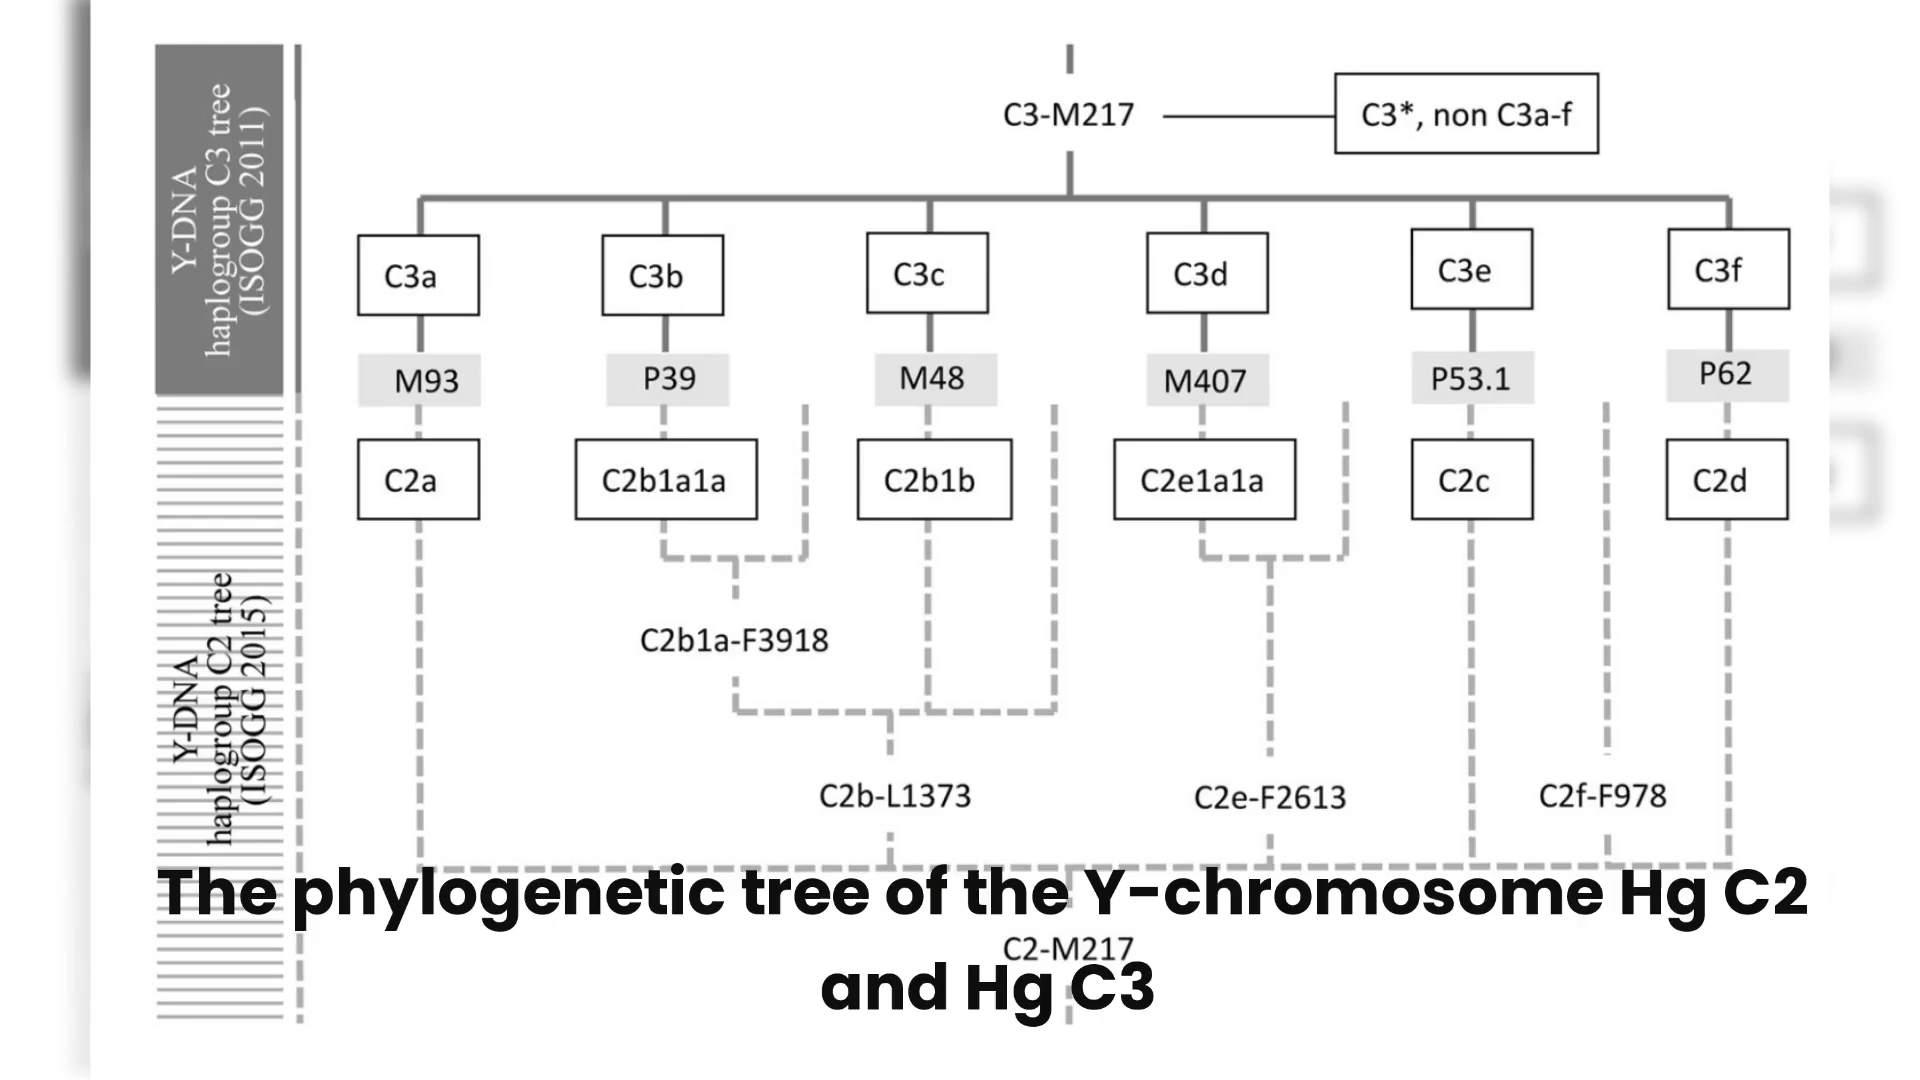 Y-DNA
haplogroup C3 tree
(ISOGG 2011)
C3-M217
C3*, non C3a-f
C3a
C3b
C3c
C3d
C3e
C3f
M93
P39
M48
M407
P53.1
P62
C2a
C2b1a1a
C2b1b
C2e1a1a
C2c
C2d
Y-DNA
haplogroup C2 tree
(ISOGG 2015)
C2b1a-F3918
C2b-L1373
C2e-F2613
C2f-F978
C2-M217
The phylogenetic tree of the Y-chromosome Hg C2
and Hg C3